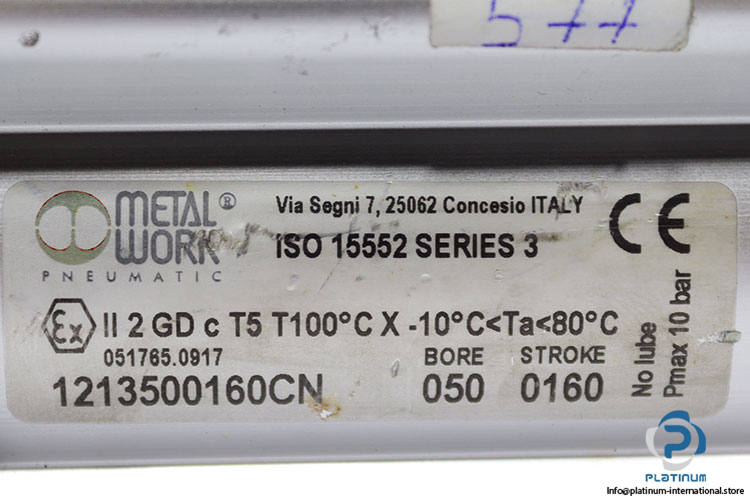 577
METAL®
WORK
PNEUMATIC
Via Segni 7, 25062 Concesio ITALY
ISO 15552 SERIES 3
CE
Ex II 2 GD c T5 T100°C X -10°C<Ta<80°C
051765.0917
BORE STROKE
1213500160CN 050 0160
No lube
Pmax 10 bar
PLATINUM
Info@platinum-international.store